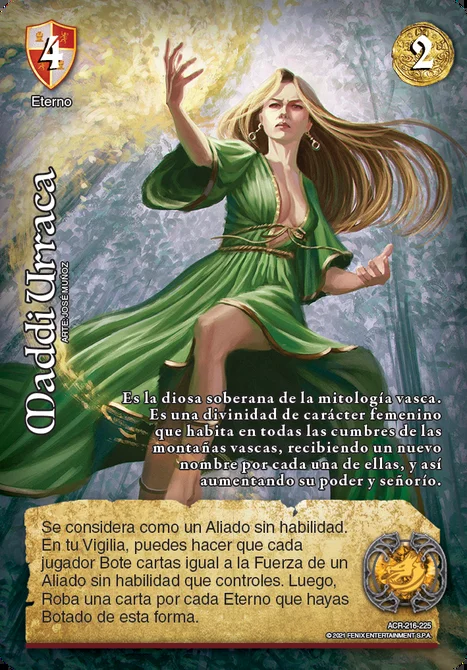 4
2
Eterno
Maddi Urraca
ARTE: JOSÉ MUÑOZ
Es la diosa soberana de la mitología vasca.
Es una divinidad de carácter femenino
que habita en todas las cumbres de las
montañas vascas, recibiendo un nuevo
nombre por cada una de ellas, y así
aumentando su poder y señorío.
Se considera como un Aliado sin habilidad.
En tu Vigilia, puedes hacer que cada
jugador Bote cartas igual a la Fuerza de un
Aliado sin habilidad que controles. Luego,
Roba una carta por cada Eterno que hayas
Botado de esta forma.
ACR-216-225
© 2021 FENIX ENTERTAINMENT S.P.A.